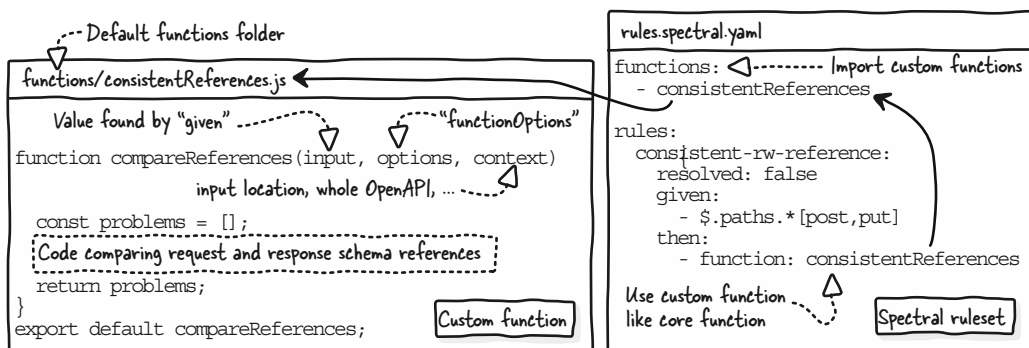 Default functions folder
functions/consistentReferences.js
Value found by "given"
"functionOptions"
function compareReferences(input, options, context)
{
input location, whole OpenAPI, ...
const problems = [];
Code comparing request and response schema references
return problems;
}
export default compareReferences;
Custom function
rules.spectral.yaml
functions:
Import custom functions
- consistentReferences
rules:
consistent-rw-reference:
resolved: false
given:
- $.paths.*[post,put]
then:
- function: consistentReferences
Use custom function
like core function
Spectral ruleset